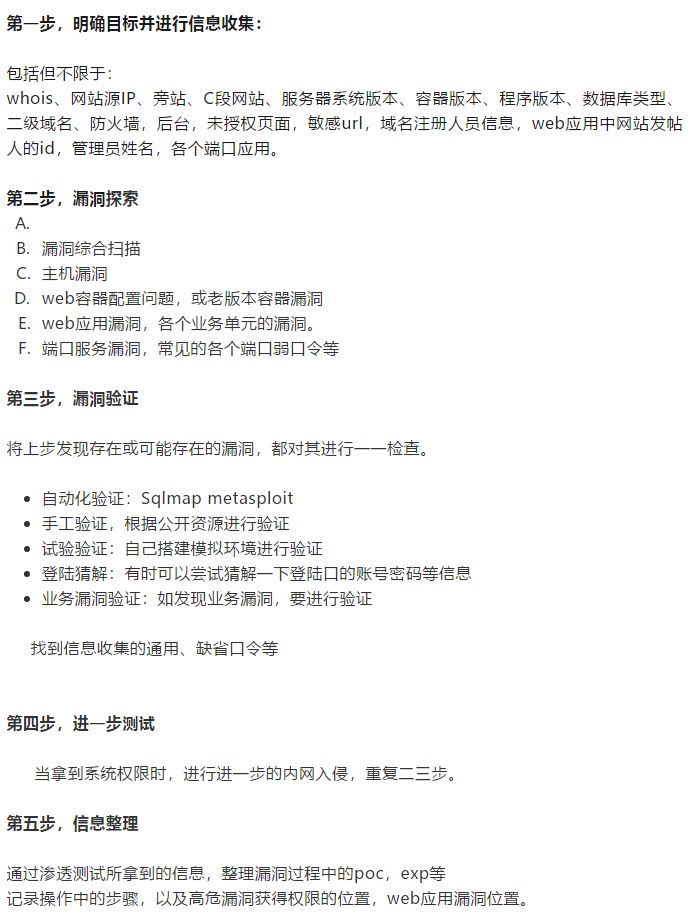 第一步，明确目标并进行信息收集：
包括但不限于：
whois、网站源IP、旁站、C段网站、服务器系统版本、容器版本、程序版本、数据库类型、
二级域名、防火墙，后台，未授权页面，敏感url，域名注册人员信息，web应用中网站发帖
人的id，管理员姓名，各个端口应用。
第二步，漏洞探索
A.
B. 漏洞综合扫描
C. 主机漏洞
D. web容器配置问题，或老版本容器漏洞
E. web应用漏洞，各个业务单元的漏洞。
F. 端口服务漏洞，常见的各个端口弱口令等
第三步，漏洞验证
将上步发现存在或可能存在的漏洞，都对其进行一一检查。
• 自动化验证：Sqlmap metasploit
• 手工验证，根据公开资源进行验证
• 试验验证：自己搭建模拟环境进行验证
• 登陆猜解：有时可以尝试猜解一下登陆口的账号密码等信息
• 业务漏洞验证：如发现业务漏洞，要进行验证
找到信息收集的通用、缺省口令等
第四步，进一步测试
当拿到系统权限时，进行进一步的内网入侵，重复二三步。
第五步，信息整理
通过渗透测试所拿到的信息，整理漏洞过程中的poc，exp等
记录操作中的步骤，以及高危漏洞获得权限的位置，web应用漏洞位置。